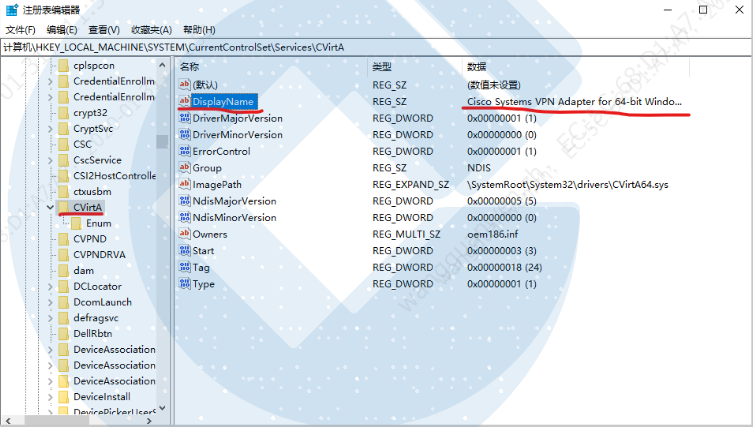 注册表编辑器
文件(F) 编辑(E) 查看(V) 收藏夹(A) 帮助(H)
计算机\HKEY_LOCAL_MACHINE\SYSTEM\CurrentControlSet\Services\CVirtA
cplspcon
CredentialEnrollme
CredentialEnrollme
crypt32
CryptSvc
CSC
CscService
CSI2HostControlle
ctxusbm
CVirtA
Enum
CVPND
CVPNDRVA
dam
DCLocator
DcomLaunch
defragsvc
DellRbtn
DeviceAssociation
DeviceAssociation
DeviceAssociation
DeviceInstall
DevicePickerUserS
名称 类型 数据
(默认) REG_SZ (数值未设置)
DisplayName REG_SZ Cisco Systems VPN Adapter for 64-bit Windo...
DriverMajorVersion REG_DWORD 0x00000001 (1)
DriverMinorVersion REG_DWORD 0x00000000 (0)
ErrorControl REG_DWORD 0x00000001 (1)
Group REG_SZ NDIS
ImagePath REG_EXPAND_SZ \SystemRoot\System32\drivers\CVirtA64.sys
NdisMajorVersion REG_DWORD 0x00000005 (5)
NdisMinorVersion REG_DWORD 0x00000000 (0)
Owners REG_MULTI_SZ oem186.inf
Start REG_DWORD 0x00000003 (3)
Tag REG_DWORD 0x00000018 (24)
Type REG_DWORD 0x00000001 (1)